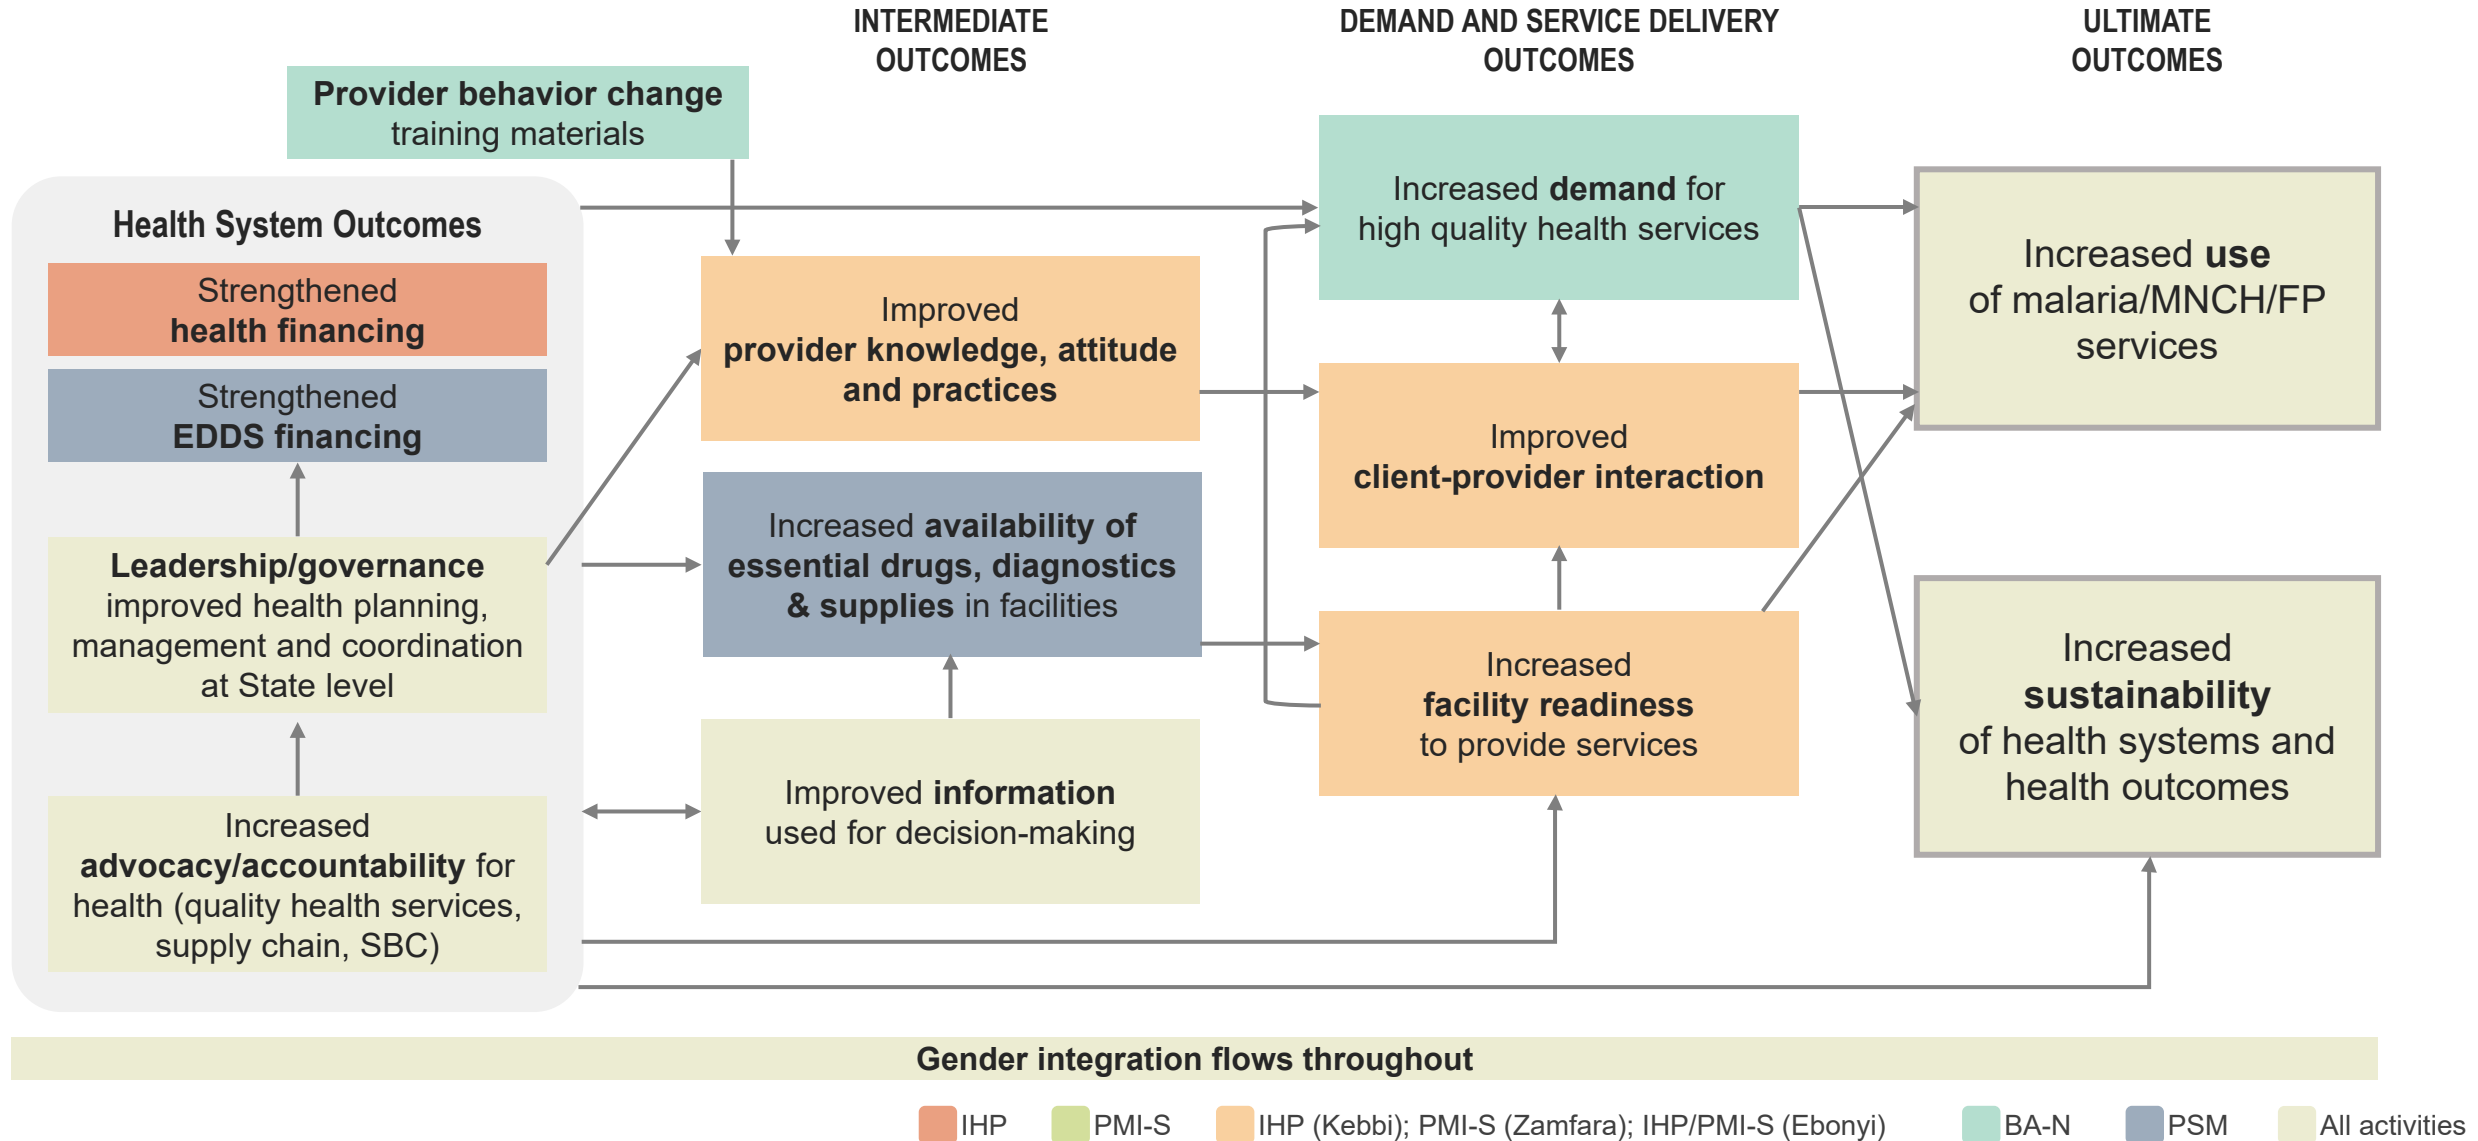 INTERMEDIATE
OUTCOMES
DEMAND AND SERVICE DELIVERY
OUTCOMES
ULTIMATE
OUTCOMES
Provider behavior change
training materials
Health System Outcomes
Strengthened
health financing
Strengthened
EDDS financing
Leadership/governance
improved health planning,
management and coordination
at State level
Increased
advocacy/accountability for
health (quality health services,
supply chain, SBC)
Improved
provider knowledge, attitude
and practices
Increased availability of
essential drugs, diagnostics
& supplies in facilities
Improved information
used for decision-making
Increased demand for
high quality health services
Improved
client-provider interaction
Increased
facility readiness
to provide services
Increased use
of malaria/MNCH/FP
services
Increased
sustainability
of health systems and
health outcomes
Gender integration flows throughout
IHP
PMI-S
IHP (Kebbi); PMI-S (Zamfara); IHP/PMI-S (Ebonyi)
BA-N
PSM
All activities